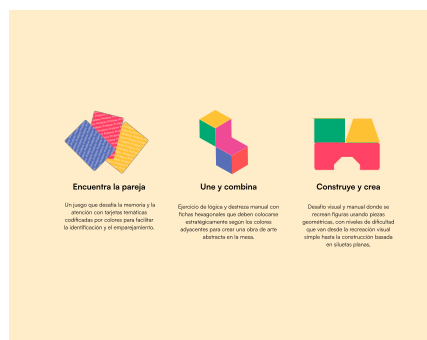 Encuentra la pareja
Un juego que desafía la memoria y la
atención con tarjetas temáticas
codificadas por colores para facilitar
la identificación y el emparejamiento.
Une y combina
Ejercicio de lógica y destreza manual con
fichas hexagonales que deben colocarse
estratégicamente según los colores
adyacentes para crear una obra de arte
abstracta en la mesa.
Construye y crea
Desafío visual y manual donde se
recrean figuras usando piezas
geométricas, con niveles de dificultad
que van desde la recreación visual
simple hasta la construcción basada
en siluetas planas.